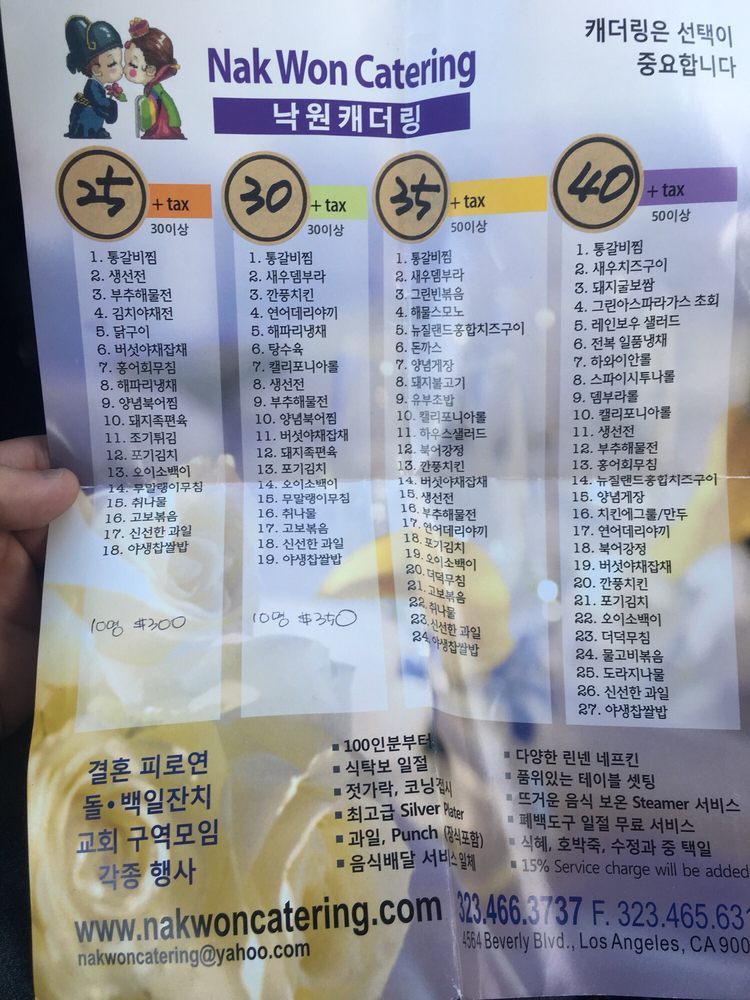 Nak Won Catering
낙원캐더링
캐더링은 선택이
중요합니다
25 + tax
30이상
1. 통갈비찜
2. 생선전
3. 부추해물전
4. 김치야채전
5. 닭구이
6. 버섯야채잡채
7. 홍어회무침
8. 해파리냉채
9. 양념북어찜
10. 돼지족편육
11. 조기튀김
12. 포기김치
13. 오이소백이
14. 무말랭이무침
15. 취나물
16. 고보볶음
17. 신선한 과일
18. 야생찹쌀밥
10명 $300
30 + tax
30이상
1. 통갈비찜
2. 새우뎀부라
3. 깐풍치킨
4. 연어데리야끼
5. 해파리냉채
6. 탕수육
7. 캘리포니아롤
8. 생선전
9. 부추해물전
10. 양념북어찜
11. 버섯야채잡채
12. 돼지족편육
13. 포기김치
14. 오이소백이
15. 무말랭이무침
16. 취나물
17. 고보볶음
18. 신선한 과일
19. 야생찹쌀밥
10명 $350
35 + tax
50이상
1. 통갈비찜
2. 새우뎀부라
3. 그린빈볶음
4. 해물스모노
5. 뉴질랜드홍합치즈구이
6. 돈까스
7. 양념게장
8. 돼지불고기
9. 유부초밥
10. 캘리포니아롤
11. 하우스샐러드
12. 북어강정
13. 깐풍치킨
14. 버섯야채잡채
15. 생선전
16. 부추해물전
17. 연어데리야끼
18. 포기김치
19. 오이소백이
20. 더덕무침
21. 고보볶음
22. 취나물
23. 신선한 과일
24. 야생찹쌀밥
40 + tax
50이상
1. 통갈비찜
2. 새우치즈구이
3. 돼지굴보쌈
4. 그린아스파라가스 초회
5. 레인보우 샐러드
6. 전복 일품냉채
7. 하와이안롤
8. 스파이시투나롤
9. 뎀부라롤
10. 캘리포니아롤
11. 생선전
12. 부추해물전
13. 홍어회무침
14. 뉴질랜드홍합치즈구이
15. 양념게장
16. 치킨에그롤/만두
17. 연어데리야끼
18. 북어강정
19. 버섯야채잡채
20. 깐풍치킨
21. 포기김치
22. 오이소백이
23. 더덕무침
24. 물고비볶음
25. 도라지나물
26. 신선한 과일
27. 야생찹쌀밥
결혼 피로연
돌•백일잔치
교회 구역모임
각종 행사
■ 100인분부터
■ 식탁보 일절
■ 젓가락, 코닝접시
■ 최고급 Silver Plater
■ 과일, Punch (장식포함)
■ 음식배달 서비스 일체
■ 다양한 린넨 네프킨
■ 품위있는 테이블 셋팅
■ 뜨거운 음식 보온 Steamer 서비스
■ 폐백도구 일절 무료 서비스
■ 식혜, 호박죽, 수정과 중 택일
■ 15% Service charge will be added
www.nakwoncatering.com
nakwoncatering@yahoo.com
323.466.3737 F. 323.465.63
4564 Beverly Blvd., Los Angeles, CA 900